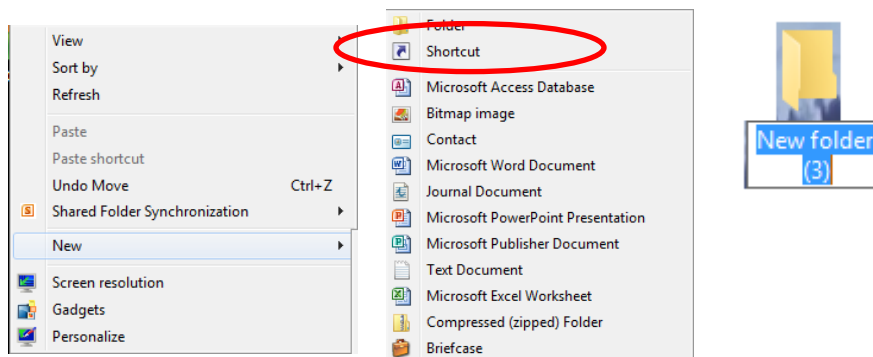 View
Sort by
Refresh
Paste
Paste shortcut
Undo Move Ctrl+Z
Shared Folder Synchronization
New
Screen resolution
Gadgets
Personalize
Folder
Shortcut
Microsoft Access Database
Bitmap image
Contact
Microsoft Word Document
Journal Document
Microsoft PowerPoint Presentation
Microsoft Publisher Document
Text Document
Microsoft Excel Worksheet
Compressed (zipped) Folder
Briefcase
New folder
(3)